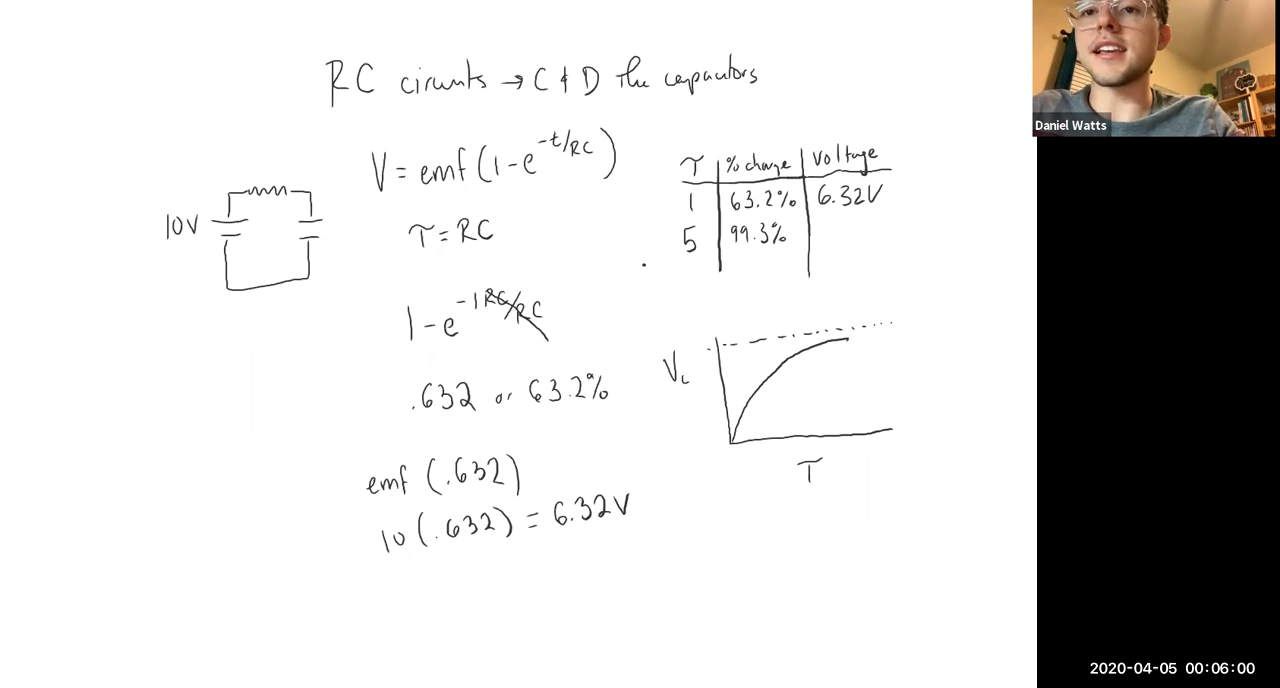 RC circuits → C & D the capacitors
V = emf (1 - e^-t/RC)
10V
τ = RC
1 - e^-1RC/RC
.632 or 63.2%
emf (.632)
10 (.632) = 6.32V
τ % charge Voltage
1 63.2% 6.32V
5 99.3%
Vc
τ
Daniel Watts
2020-04-05 00:06:00